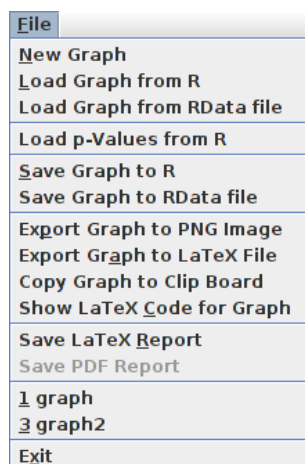 File
New Graph
Load Graph from R
Load Graph from RData file
Load p-Values from R
Save Graph to R
Save Graph to RData file
Export Graph to PNG Image
Export Graph to LaTeX File
Copy Graph to Clip Board
Show LaTeX Code for Graph
Save LaTeX Report
Save PDF Report
1 graph
3 graph2
Exit